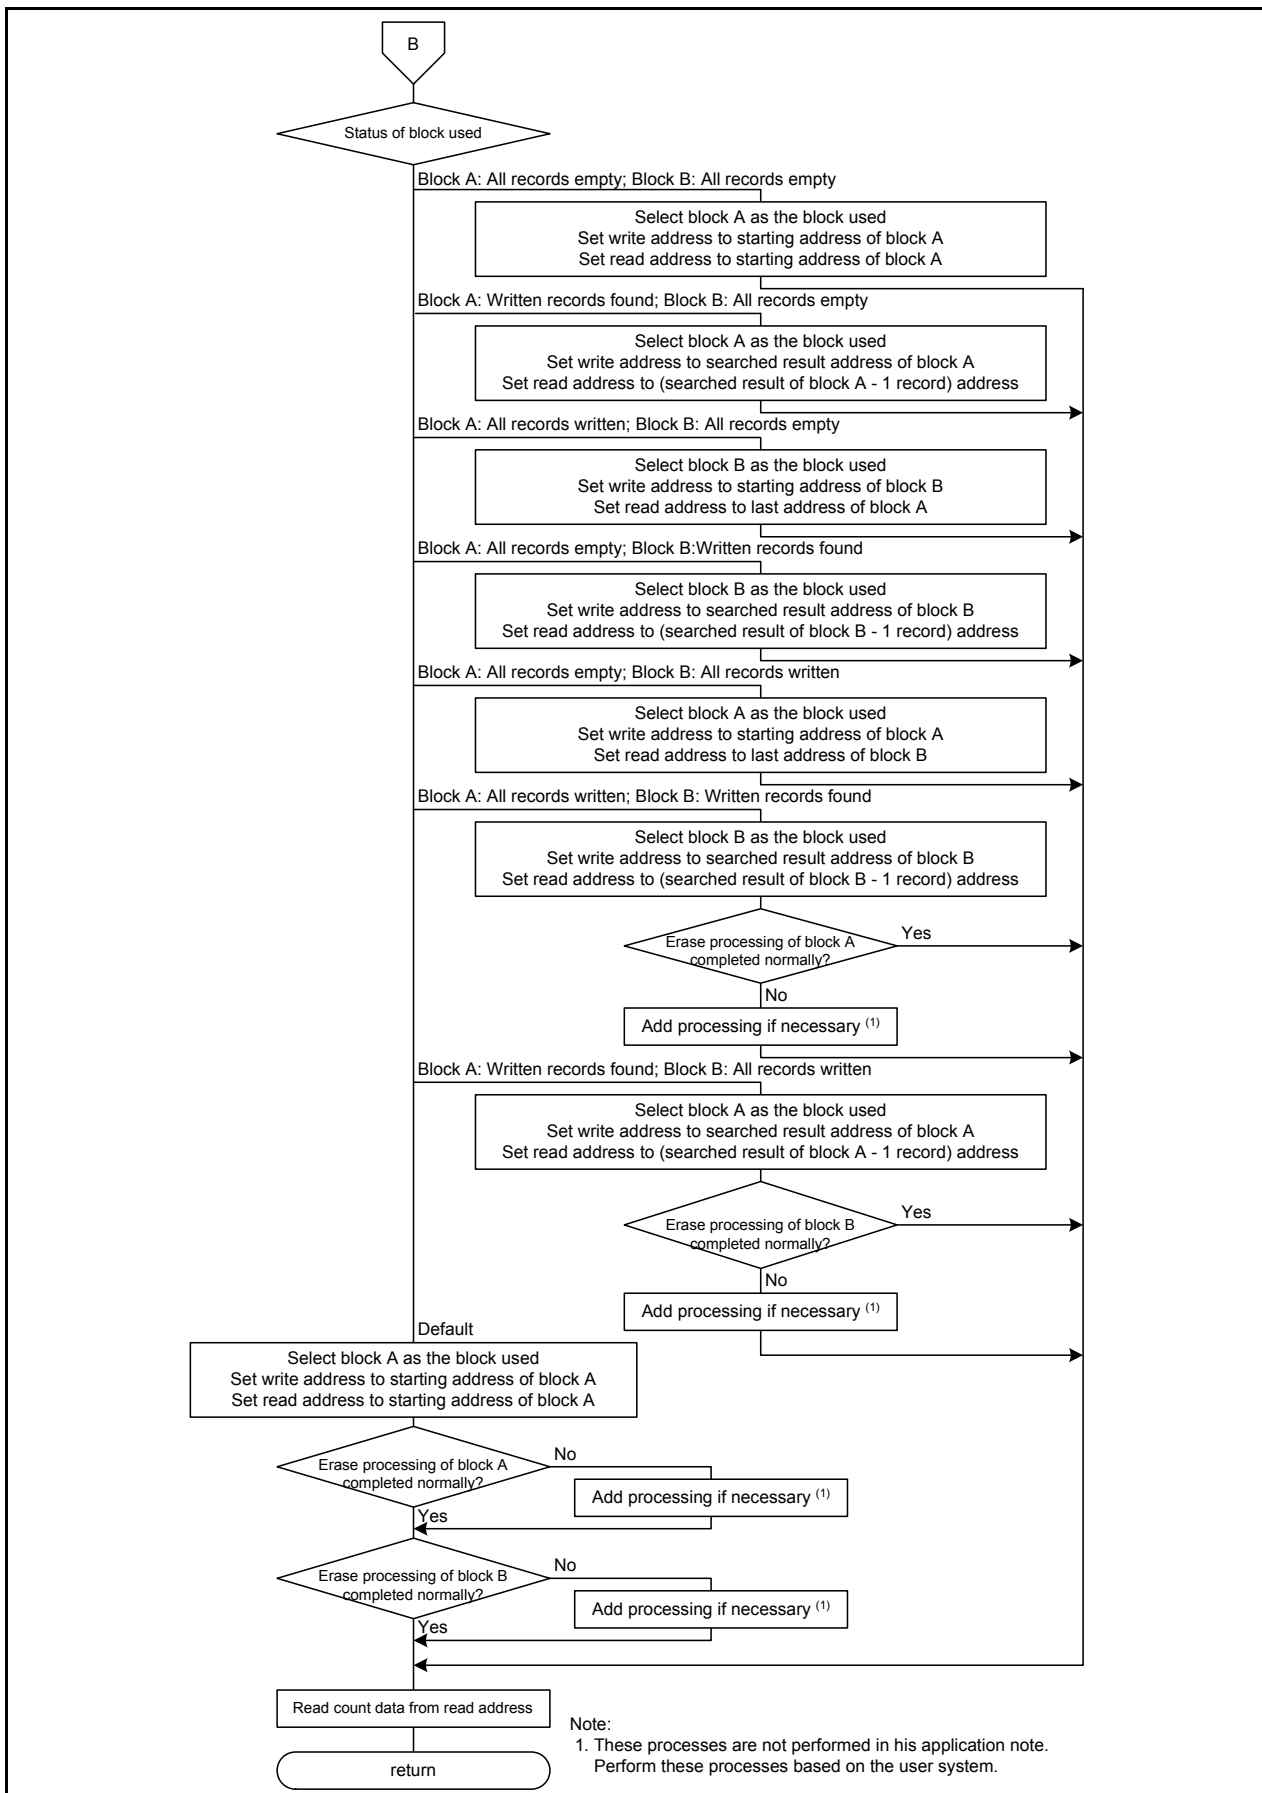 B
Status of block used
Block A: All records empty; Block B: All records empty
Select block A as the block used
Set write address to starting address of block A
Set read address to starting address of block A
Block A: Written records found; Block B: All records empty
Select block A as the block used
Set write address to searched result address of block A
Set read address to (searched result of block A - 1 record) address
Block A: All records written; Block B: All records empty
Select block B as the block used
Set write address to starting address of block B
Set read address to last address of block A
Block A: All records empty; Block B:Written records found
Select block B as the block used
Set write address to searched result address of block B
Set read address to (searched result of block B - 1 record) address
Block A: All records empty; Block B: All records written
Select block A as the block used
Set write address to starting address of block A
Set read address to last address of block B
Block A: All records written; Block B: Written records found
Select block B as the block used
Set write address to searched result address of block B
Set read address to (searched result of block B - 1 record) address
Erase processing of block A
completed normally?
Yes
No
Add processing if necessary (1)
Block A: Written records found; Block B: All records written
Select block A as the block used
Set write address to searched result address of block A
Set read address to (searched result of block A - 1 record) address
Erase processing of block B
completed normally?
Yes
No
Add processing if necessary (1)
Default
Select block A as the block used
Set write address to starting address of block A
Set read address to starting address of block A
Erase processing of block A
completed normally?
No
Add processing if necessary (1)
Yes
Erase processing of block B
completed normally?
No
Add processing if necessary (1)
Yes
Read count data from read address
return
Note:
1. These processes are not performed in his application note.
Perform these processes based on the user system.